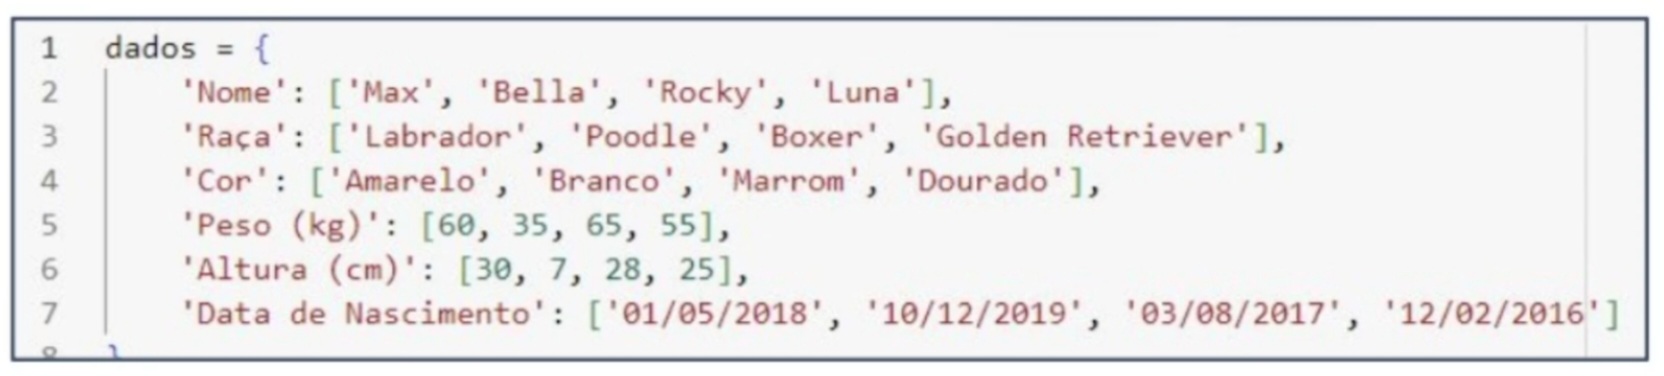 1 dados = {
2 'Nome': ['Max', 'Bella', 'Rocky', 'Luna'],
3 'Raça': ['Labrador', 'Poodle', 'Boxer', 'Golden Retriever'],
4 'Cor': ['Amarelo', 'Branco', 'Marrom', 'Dourado'],
5 'Peso (kg)': [60, 35, 65, 55],
6 'Altura (cm)': [30, 7, 28, 25],
7 'Data de Nascimento': ['01/05/2018', '10/12/2019', '03/08/2017', '12/02/2016']
8 }